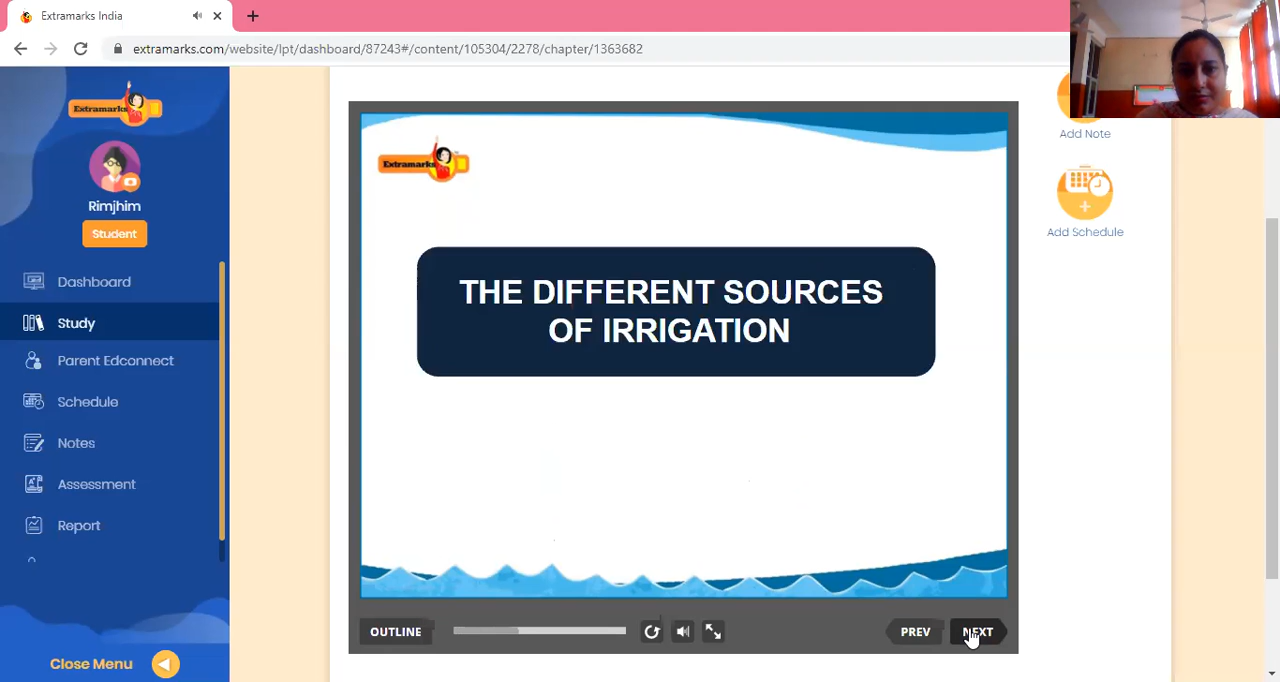 Extramarks India
extramarks.com/website/lpt/dashboard/87243#/content/105304/2278/chapter/1363682
Extramarks
Rimjhim
Student
Dashboard
Study
Parent Edconnect
Schedule
Notes
Assessment
Report
Close Menu
Extramarks
THE DIFFERENT SOURCES
OF IRRIGATION
OUTLINE
PREV
NEXT
Add Note
Add Schedule